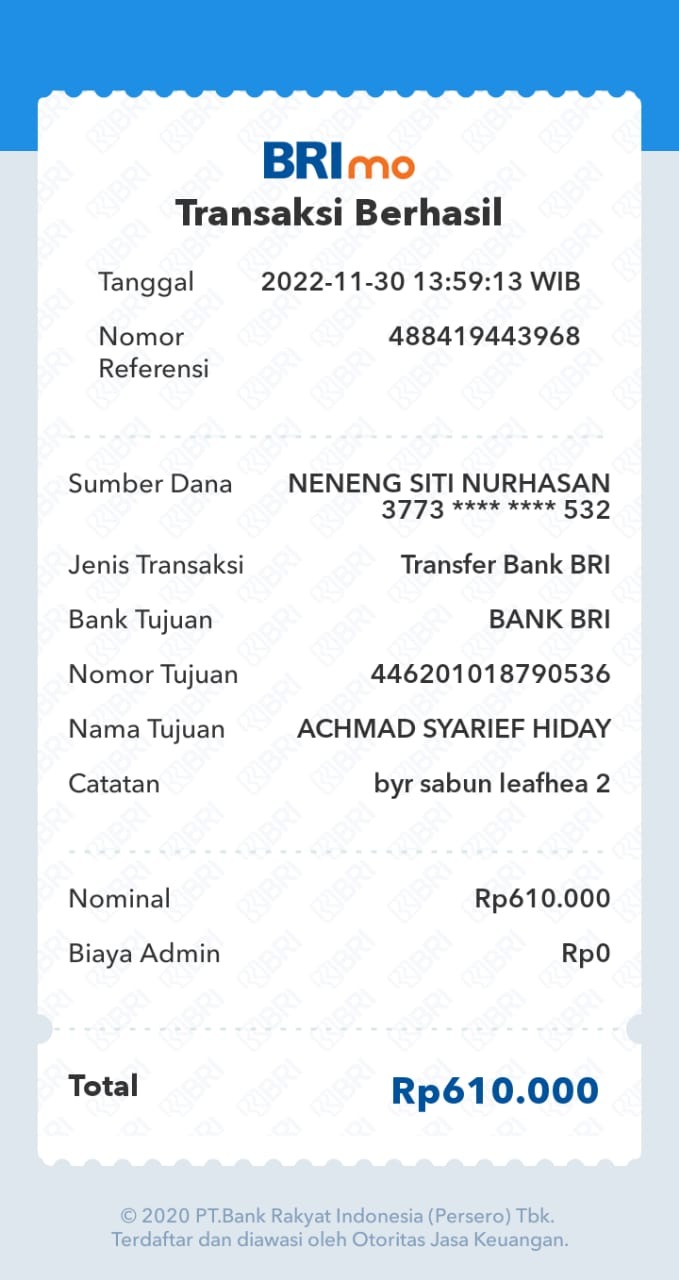 BRImo
Transaksi Berhasil
Tanggal 2022-11-30 13:59:13 WIB
Nomor Referensi 488419443968
Sumber Dana NENENG SITI NURHASAN
3773 **** **** 532
Jenis Transaksi Transfer Bank BRI
Bank Tujuan BANK BRI
Nomor Tujuan 446201018790536
Nama Tujuan ACHMAD SYARIEF HIDAY
Catatan byr sabun leafhea 2
Nominal Rp610.000
Biaya Admin Rp0
Total Rp610.000
© 2020 PT.Bank Rakyat Indonesia (Persero) Tbk.
Terdaftar dan diawasi oleh Otoritas Jasa Keuangan.